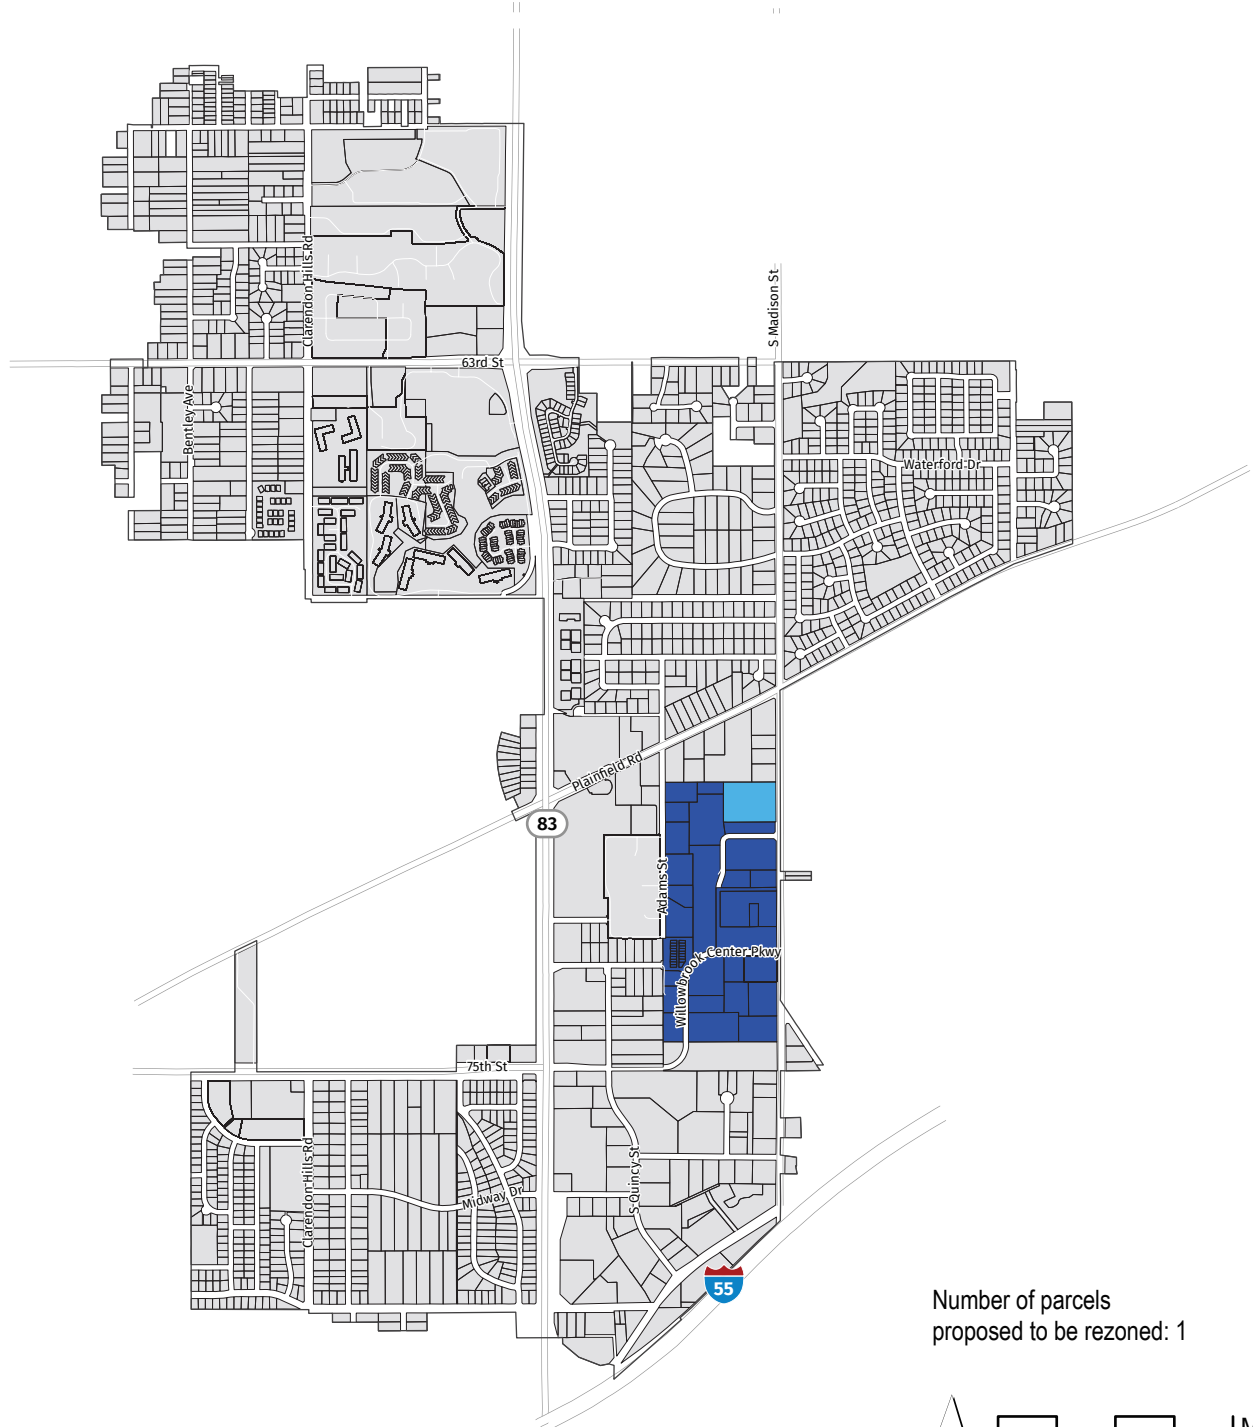 S Madison St
Clarendon Hills Rd
63rd St
Bentley Ave
Waterford Dr
Plainfield Rd
83
Adams St
Willowbrook Center Pkwy
75th St
Clarendon Hills Rd
Midway Dr
S Quincy St
55
Number of parcels
proposed to be rezoned: 1